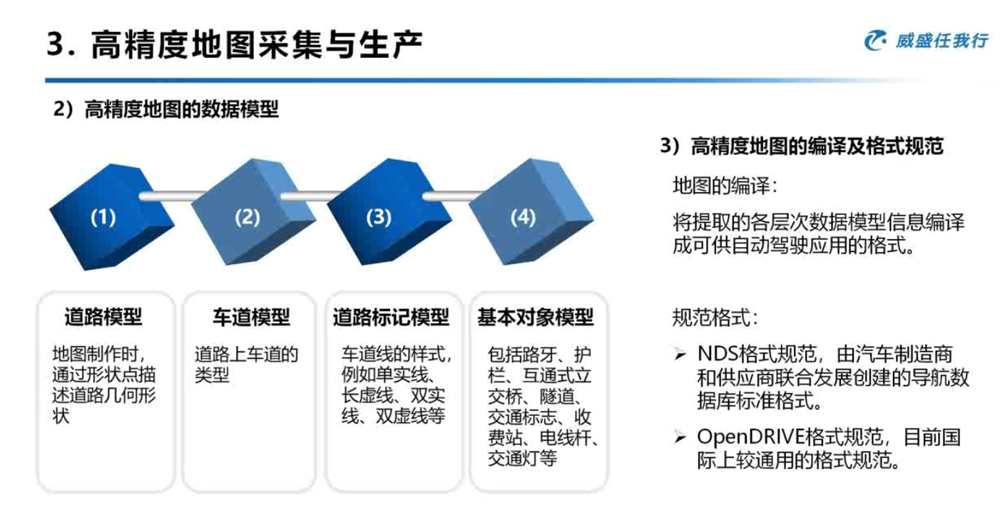 3. 高精度地图采集与生产
威盛任我行
2）高精度地图的数据模型
(1)
(2)
(3)
(4)
道路模型
地图制作时，
通过形状点描
述道路几何形
状
车道模型
道路上车道的
类型
道路标记模型
车道线的样式，
例如单实线、
长虚线、双实
线、双虚线等
基本对象模型
包括路牙、护
栏、互通式立
交桥、隧道、
交通标志、收
费站、电线杆、
交通灯等
3）高精度地图的编译及格式规范
地图的编译：
将提取的各层次数据模型信息编译
成可供自动驾驶应用的格式。
规范格式：
➢ NDS格式规范，由汽车制造商
和供应商联合发展创建的导航数
据库标准格式。
➢ OpenDRIVE格式规范，目前国
际上较通用的格式规范。